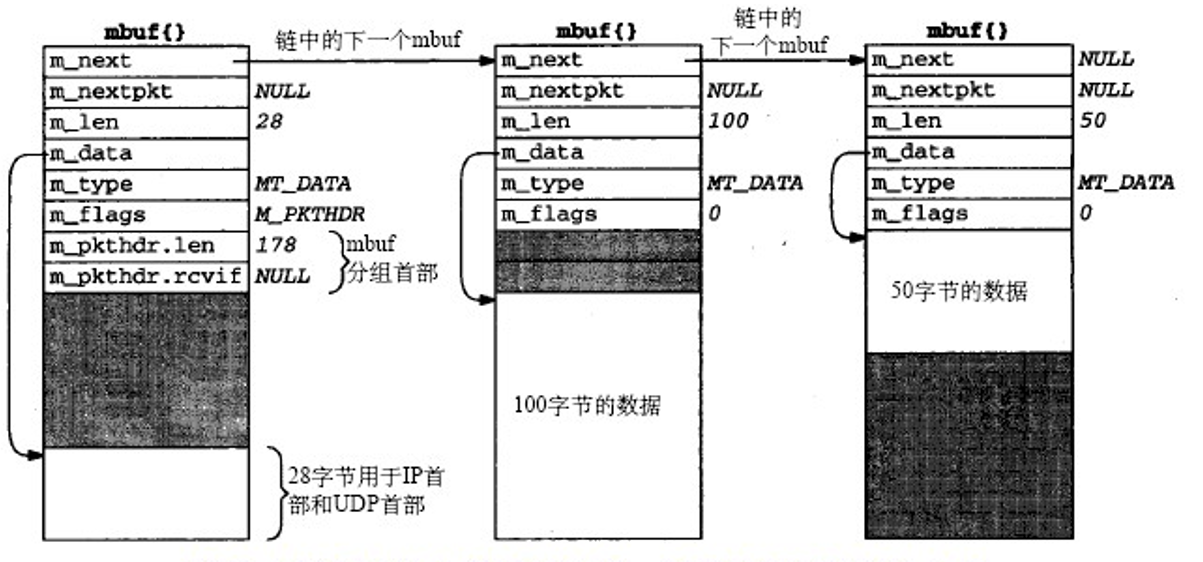 mbuf{}
m_next
m_nextpkt NULL
m_len 28
m_data
m_type MT_DATA
m_flags M_PKTHDR
m_pkthdr.len 178
m_pkthdr.rcvif NULL
mbuf
分组首部
28字节用于IP首
部和UDP首部
链中的下一个mbuf
mbuf{}
m_next
m_nextpkt NULL
m_len 100
m_data
m_type MT_DATA
m_flags 0
100字节的数据
链中的
下一个mbuf
mbuf{}
m_next NULL
m_nextpkt NULL
m_len 50
m_data
m_type MT_DATA
m_flags 0
50字节的数据